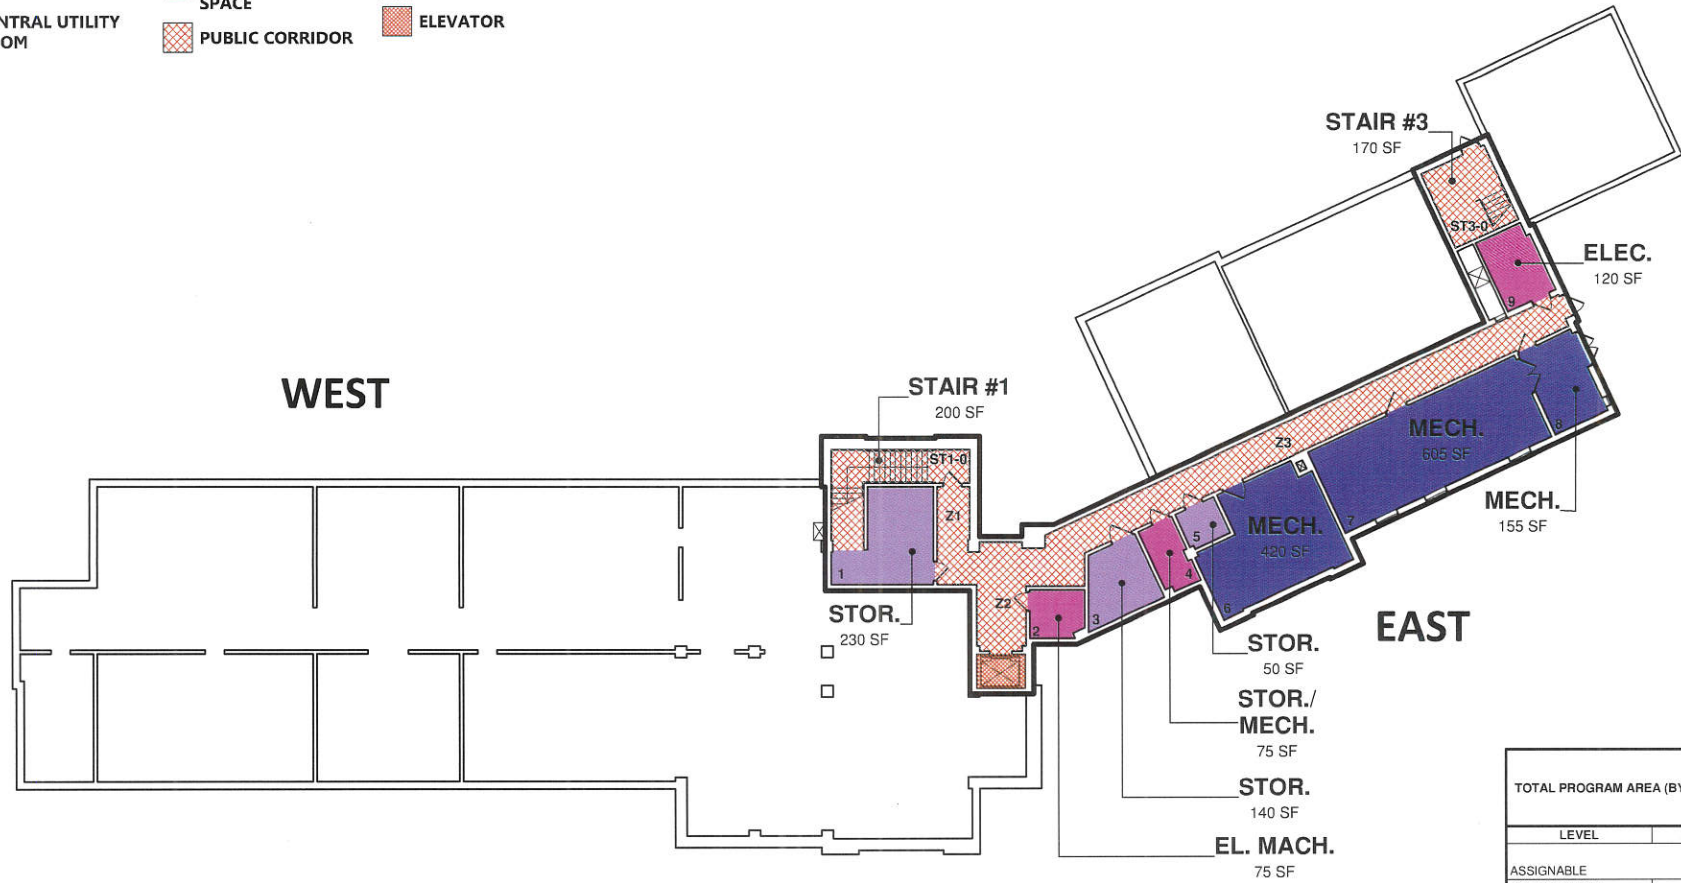 SPACE
NTRAL UTILITY
OM
PUBLIC CORRIDOR
ELEVATOR
STAIR #3
170 SF
ST3-0
ELEC.
120 SF
9
WEST
STAIR #1
200 SF
ST1-0
Z1
Z3
MECH.
605 SF
8
7
MECH.
155 SF
MECH.
420 SF
5
4
6
1
STOR.
230 SF
Z2
2
3
EAST
STOR.
50 SF
STOR./
MECH.
75 SF
STOR.
140 SF
EL. MACH.
75 SF
TOTAL PROGRAM AREA (BY
LEVEL
ASSIGNABLE